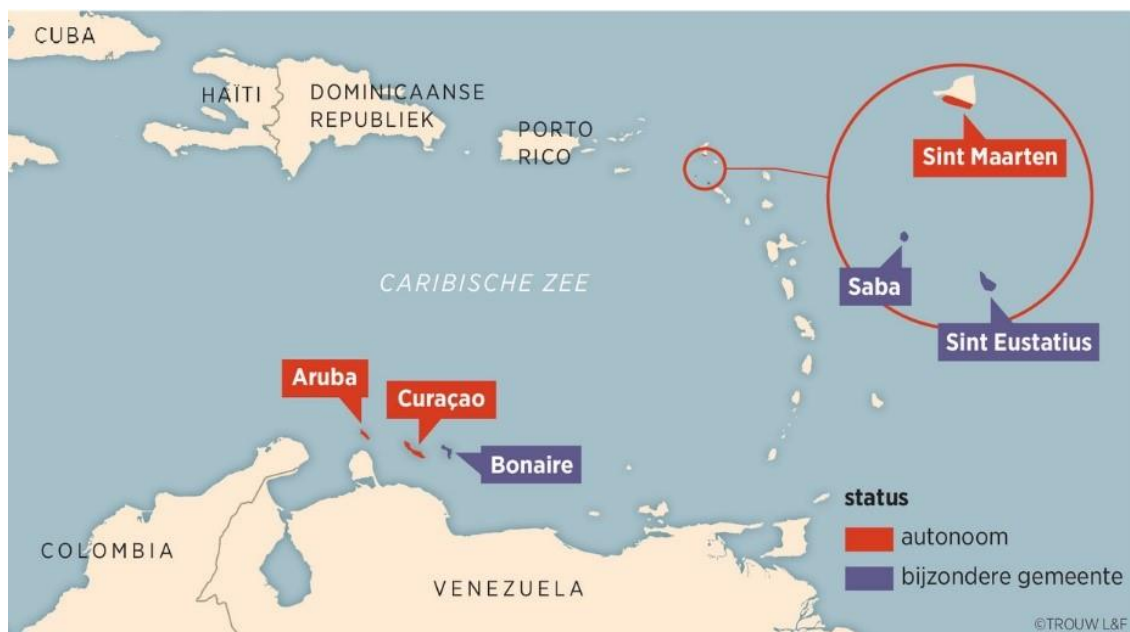 CUBA
HAÏTI
DOMINICAANSE
REPUBLIEK
PORTO
RICO
Sint Maarten
Saba
Sint Eustatius
CARIBISCHE ZEE
Aruba
Curaçao
Bonaire
COLOMBIA
VENEZUELA
status
autonoom
bijzondere gemeente
©TROUW L&F